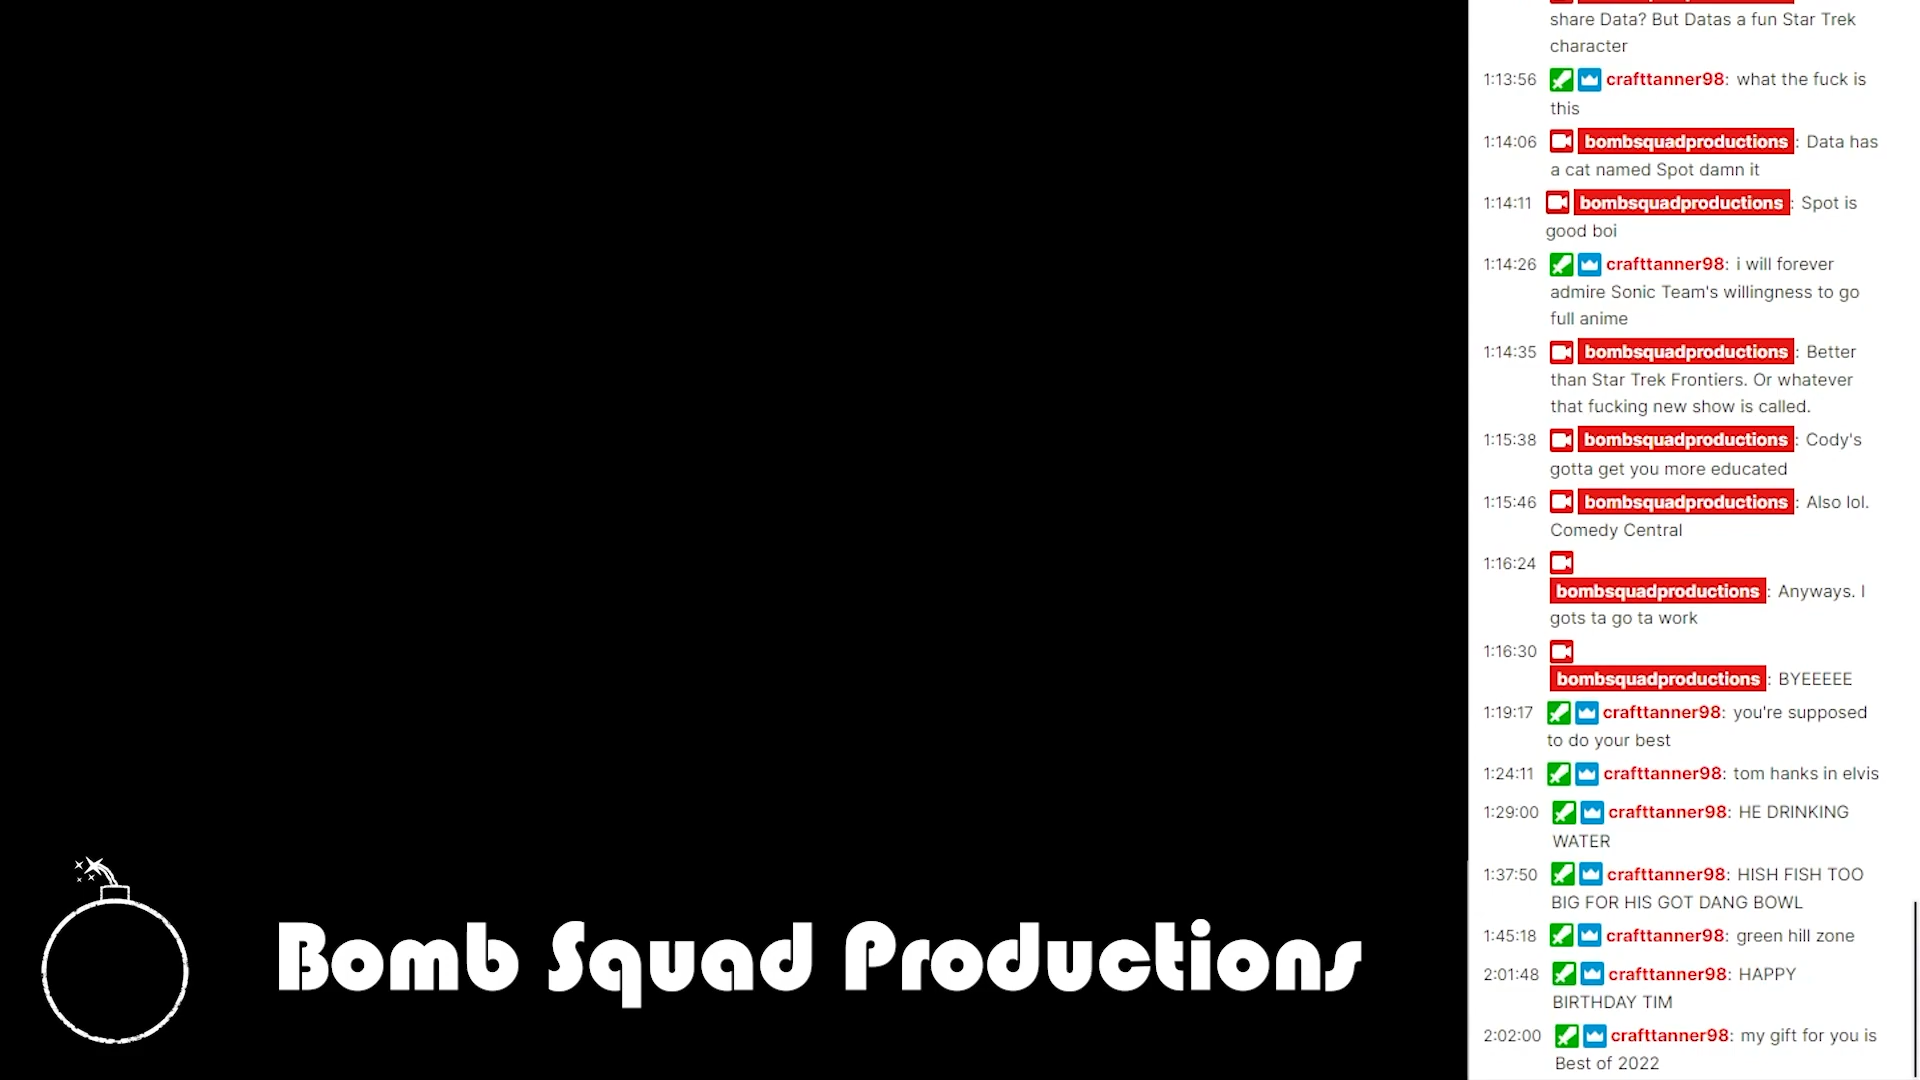 share Data? But Datas a fun Star Trek
character
1:13:56 crafttanner98: what the fuck is
this
1:14:06 bombsquadproductions: Data has
a cat named Spot damn it
1:14:11 bombsquadproductions: Spot is
good boi
1:14:26 crafttanner98: i will forever
admire Sonic Team's willingness to go
full anime
1:14:35 bombsquadproductions: Better
than Star Trek Frontiers. Or whatever
that fucking new show is called.
1:15:38 bombsquadproductions: Cody's
gotta get you more educated
1:15:46 bombsquadproductions: Also lol.
Comedy Central
1:16:24
bombsquadproductions: Anyways. I
gots ta go ta work
1:16:30
bombsquadproductions: BYEEEEE
1:19:17 crafttanner98: you're supposed
to do your best
1:24:11 crafttanner98: tom hanks in elvis
1:29:00 crafttanner98: HE DRINKING
WATER
1:37:50 crafttanner98: HISH FISH TOO
BIG FOR HIS GOT DANG BOWL
1:45:18 crafttanner98: green hill zone
2:01:48 crafttanner98: HAPPY
BIRTHDAY TIM
2:02:00 crafttanner98: my gift for you is
Best of 2022
Bomb Squad Productions